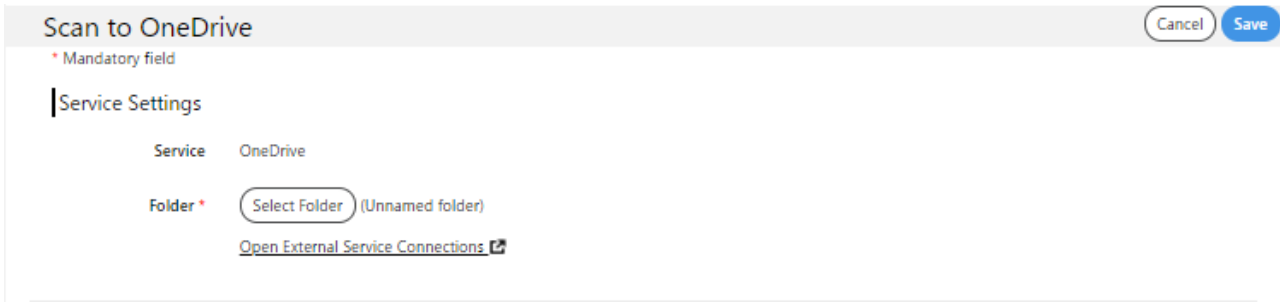 Scan to OneDrive
Cancel
Save
* Mandatory field
Service Settings
Service OneDrive
Folder * Select Folder (Unnamed folder)
Open External Service Connections